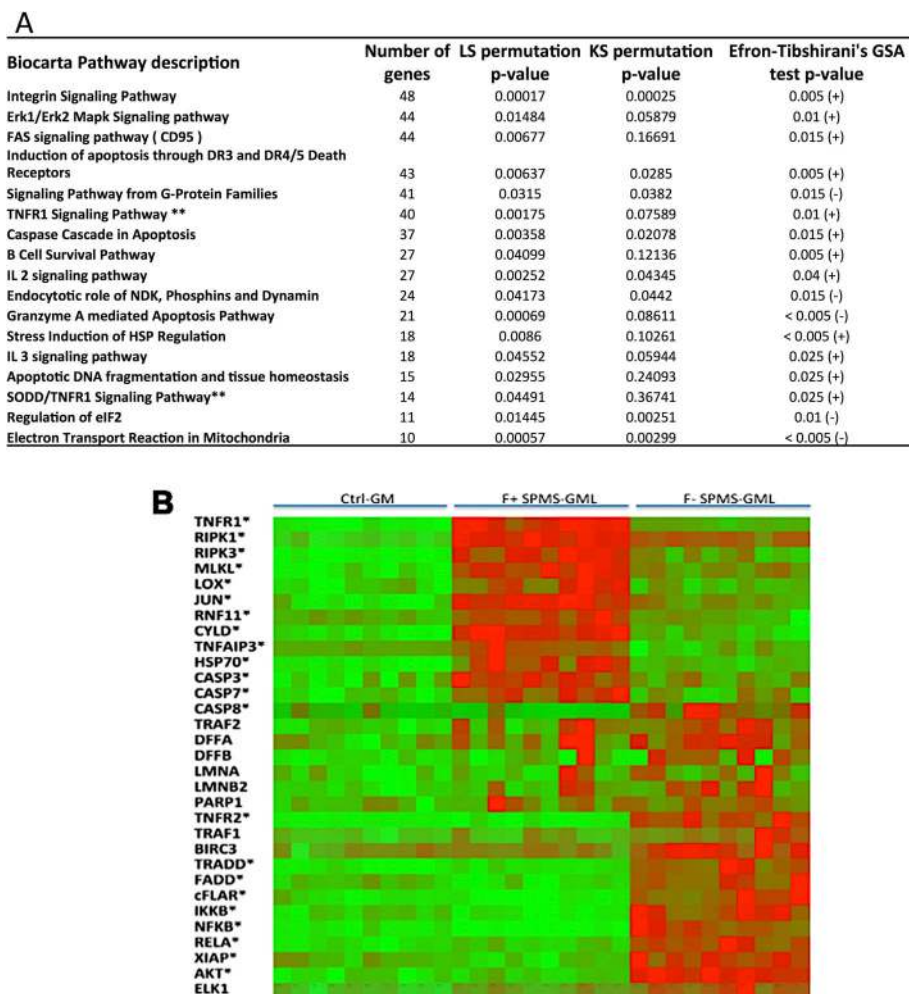 A
Biocarta Pathway description Number of genes LS permutation p-value KS permutation p-value Efron-Tibshirani's GSA test p-value
Integrin Signaling Pathway 48 0.00017 0.00025 0.005 (+)
Erk1/Erk2 Mapk Signaling pathway 44 0.01484 0.05879 0.01 (+)
FAS signaling pathway ( CD95 ) 44 0.00677 0.16691 0.015 (+)
Induction of apoptosis through DR3 and DR4/5 Death
Receptors 43 0.00637 0.0285 0.005 (+)
Signaling Pathway from G-Protein Families 41 0.0315 0.0382 0.015 (-)
TNFR1 Signaling Pathway ** 40 0.00175 0.07589 0.01 (+)
Caspase Cascade in Apoptosis 37 0.00358 0.02078 0.015 (+)
B Cell Survival Pathway 27 0.04099 0.12136 0.005 (+)
IL 2 signaling pathway 27 0.00252 0.04345 0.04 (+)
Endocytotic role of NDK, Phosphins and Dynamin 24 0.04173 0.0442 0.015 (-)
Granzyme A mediated Apoptosis Pathway 21 0.00069 0.08611 < 0.005 (-)
Stress Induction of HSP Regulation 18 0.0086 0.10261 < 0.005 (+)
IL 3 signaling pathway 18 0.04552 0.05944 0.025 (+)
Apoptotic DNA fragmentation and tissue homeostasis 15 0.02955 0.24093 0.025 (+)
SODD/TNFR1 Signaling Pathway** 14 0.04491 0.36741 0.025 (+)
Regulation of eIF2 11 0.01445 0.00251 0.01 (-)
Electron Transport Reaction in Mitochondria 10 0.00057 0.00299 < 0.005 (-)
B
Ctrl-GM F+ SPMS-GML F- SPMS-GML
TNFR1*
RIPK1*
RIPK3*
MLKL*
LOX*
JUN*
RNF11*
CYLD*
TNFAIP3*
HSP70*
CASP3*
CASP7*
CASP8*
TRAF2
DFFA
DFFB
LMNA
LMNB2
PARP1
TNFR2*
TRAF1
BIRC3
TRADD*
FADD*
cFLAR*
IKKB*
NFKB*
RELA*
XIAP*
AKT*
ELK1